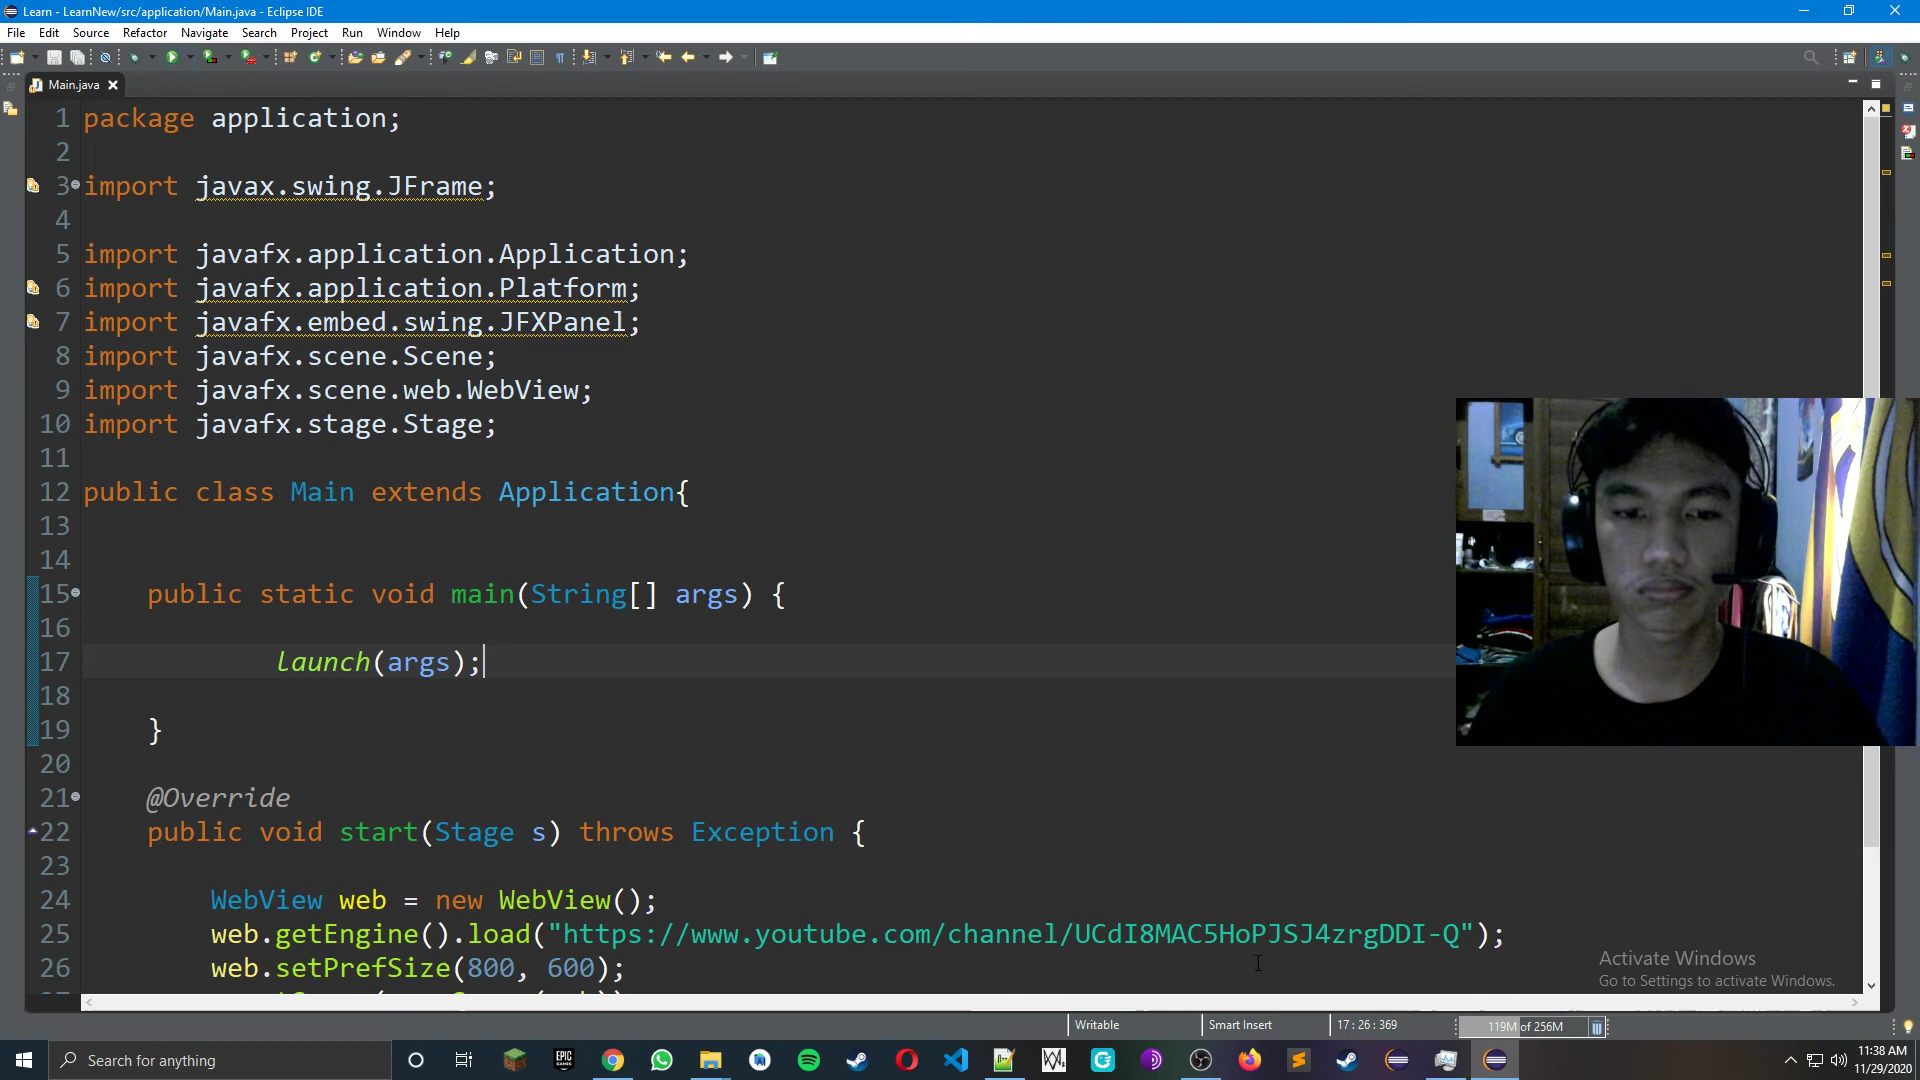 Learn - LearnNew/src/application/Main.java - Eclipse IDE
File Edit Source Refactor Navigate Search Project Run Window Help
Main.java
1 package application;
2
3 import javax.swing.JFrame;
4
5 import javafx.application.Application;
6 import javafx.application.Platform;
7 import javafx.embed.swing.JFXPanel;
8 import javafx.scene.Scene;
9 import javafx.scene.web.WebView;
10 import javafx.stage.Stage;
11
12 public class Main extends Application{
13
14
15 public static void main(String[] args) {
16
17 launch(args);
18
19 }
20
21 @Override
22 public void start(Stage s) throws Exception {
23
24 WebView web = new WebView();
25 web.getEngine().load("https://www.youtube.com/channel/UCdI8MAC5HoPJSJ4zrgDDI-Q");
26 web.setPrefSize(800, 600);
Activate Windows
Go to Settings to activate Windows.
Writable Smart Insert 17 : 26 : 369 119M of 256M
Search for anything
EPIC GAMES
11:38 AM
11/29/2020